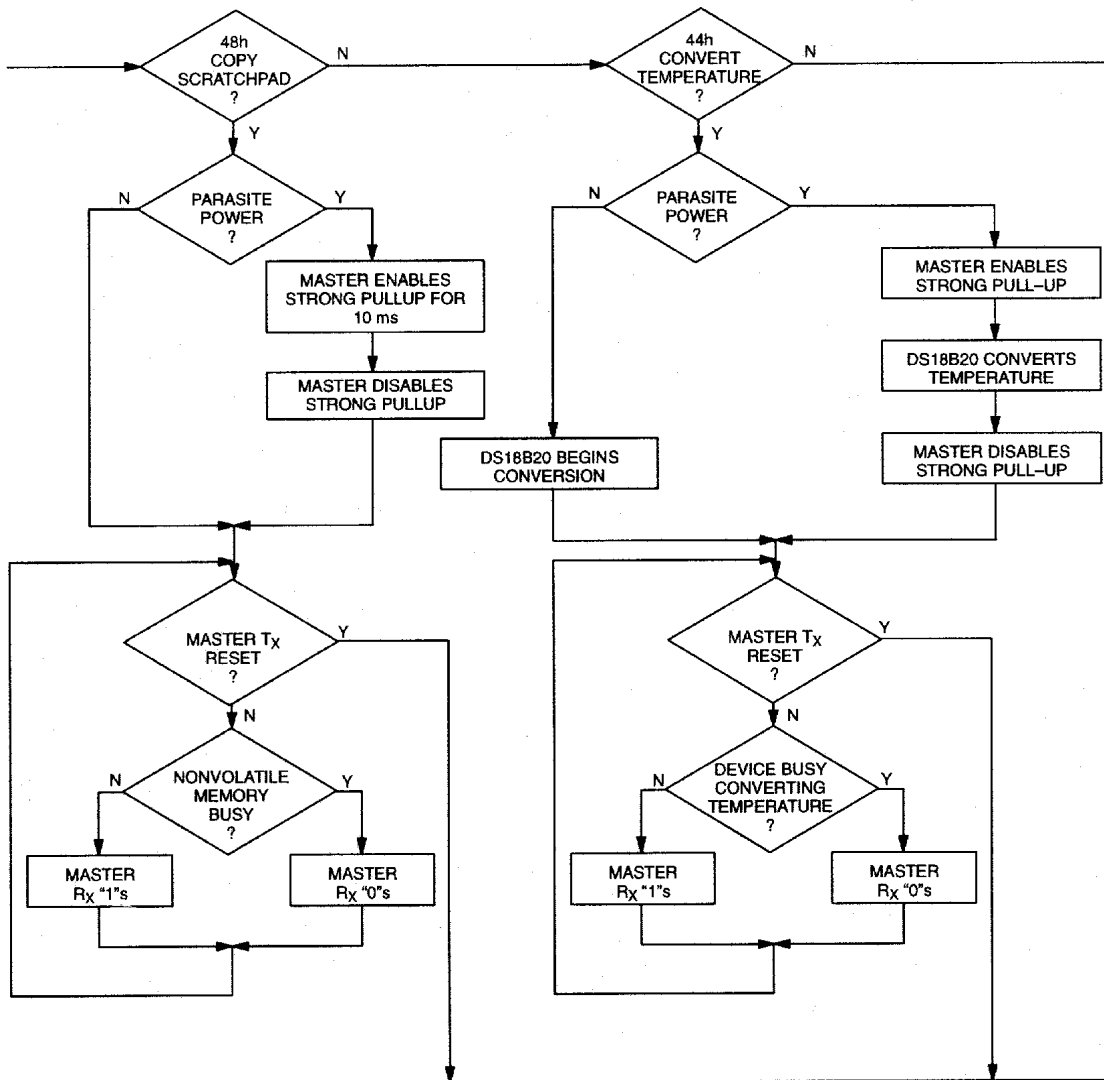 48h
COPY
SCRATCHPAD
?
N
Y
44h
CONVERT
TEMPERATURE
?
N
Y
N
PARASITE
POWER
?
Y
N
PARASITE
POWER
?
Y
MASTER ENABLES
STRONG PULLUP FOR
10 ms
MASTER DISABLES
STRONG PULLUP
MASTER ENABLES
STRONG PULL–UP
DS18B20 CONVERTS
TEMPERATURE
MASTER DISABLES
STRONG PULL–UP
DS18B20 BEGINS
CONVERSION
MASTER TX
RESET
?
Y
N
MASTER TX
RESET
?
Y
N
N
NONVOLATILE
MEMORY
BUSY
?
Y
N
DEVICE BUSY
CONVERTING
TEMPERATURE
?
Y
MASTER
RX “1”s
MASTER
RX “0”s
MASTER
RX “1”s
MASTER
RX “0”s